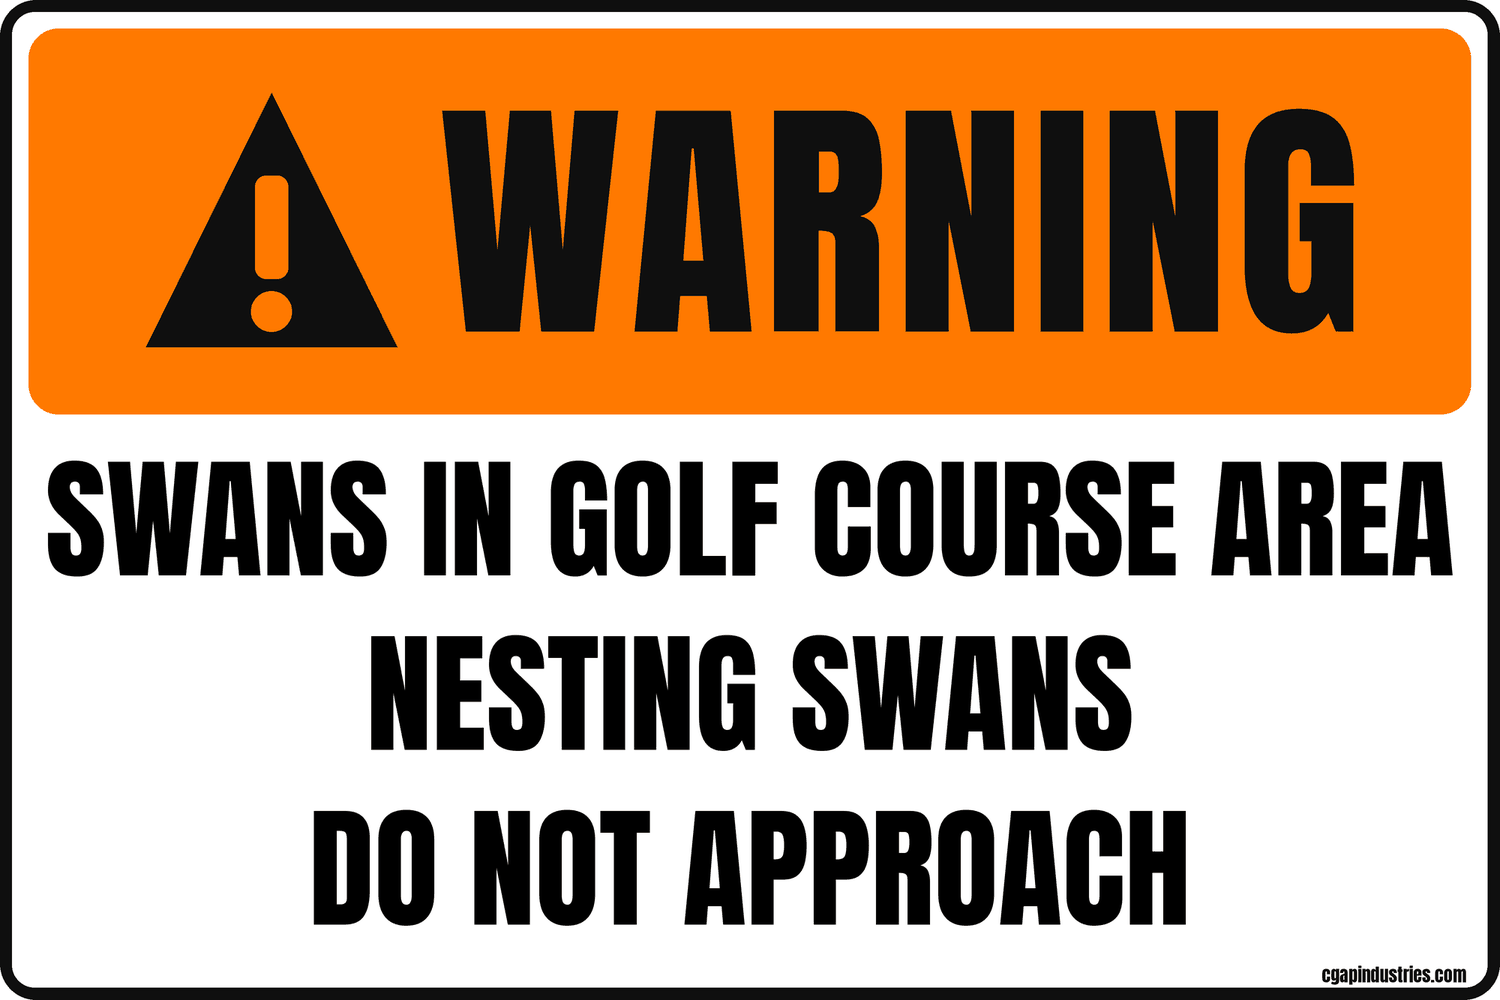 WARNING
SWANS IN GOLF COURSE AREA
NESTING SWANS
DO NOT APPROACH
cgapindustries.com